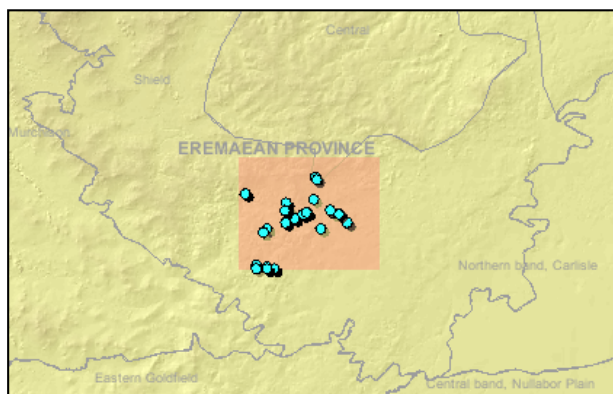 Central
Shield
Murchison
EREMAEAN PROVINCE
Northern band, Carlisle
Eastern Goldfield
Central band, Nullabor Plain